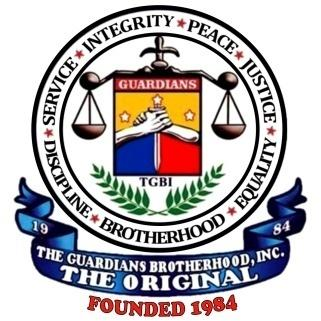 DISCIPLINE★SERVICE★INTEGRITY★PEACE★JUSTICE★EQUALITY★BROTHERHOOD★
GUARDIANS
TGBI
19 84
THE GUARDIANS BROTHERHOOD, INC.
THE ORIGINAL
FOUNDED 1984